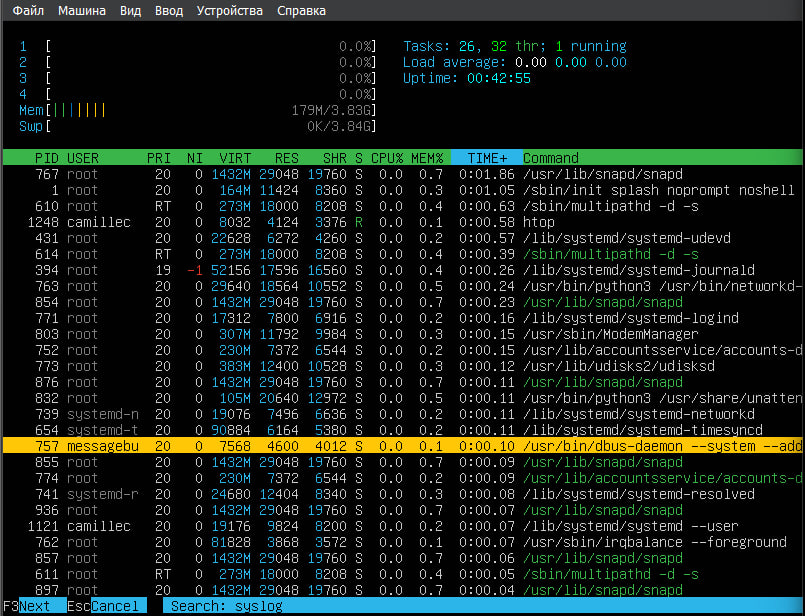 Файл Машина Вид Ввод Устройства Справка
1 [ 0.0%] Tasks: 26, 32 thr; 1 running
2 [ 0.0%] Load average: 0.00 0.00 0.00
3 [ 0.0%] Uptime: 00:42:55
4 [ 0.0%]
Mem[||||||| 179M/3.83G]
Swp[ 0K/3.84G]
PID USER PRI NI VIRT RES SHR S CPU% MEM% TIME+ Command
767 root 20 0 1432M 29048 19760 S 0.0 0.7 0:01.86 /usr/lib/snapd/snapd
1 root 20 0 164M 11424 8360 S 0.0 0.3 0:01.05 /sbin/init splash noprompt noshell
610 root RT 0 273M 18000 8208 S 0.0 0.4 0:00.63 /sbin/multipathd -d -s
1248 camillec 20 0 8032 4124 3376 R 0.0 0.1 0:00.58 htop
431 root 20 0 22628 6272 4260 S 0.0 0.2 0:00.57 /lib/systemd/systemd-udevd
614 root RT 0 273M 18000 8208 S 0.0 0.4 0:00.39 /sbin/multipathd -d -s
394 root 19 -1 52156 17596 16560 S 0.0 0.4 0:00.26 /lib/systemd/systemd-journald
763 root 20 0 29640 18564 10552 S 0.0 0.5 0:00.24 /usr/bin/python3 /usr/bin/networkd-
854 root 20 0 1432M 29048 19760 S 0.0 0.7 0:00.23 /usr/lib/snapd/snapd
771 root 20 0 17312 7800 6916 S 0.0 0.2 0:00.16 /lib/systemd/systemd-logind
803 root 20 0 307M 11792 9984 S 0.0 0.3 0:00.15 /usr/sbin/ModemManager
752 root 20 0 230M 7372 6544 S 0.0 0.2 0:00.15 /usr/lib/accountsservice/accounts-d
773 root 20 0 383M 12400 10528 S 0.0 0.3 0:00.12 /usr/lib/udisks2/udisksd
876 root 20 0 1432M 29048 19760 S 0.0 0.7 0:00.11 /usr/lib/snapd/snapd
832 root 20 0 105M 20640 12972 S 0.0 0.5 0:00.11 /usr/bin/python3 /usr/share/unatten
739 systemd-n 20 0 19076 7496 6636 S 0.0 0.2 0:00.11 /lib/systemd/systemd-networkd
654 systemd-t 20 0 90884 6164 5380 S 0.0 0.2 0:00.11 /lib/systemd/systemd-timesyncd
757 messagebu 20 0 7568 4600 4012 S 0.0 0.1 0:00.10 /usr/bin/dbus-daemon --system --add
855 root 20 0 1432M 29048 19760 S 0.0 0.7 0:00.09 /usr/lib/snapd/snapd
774 root 20 0 230M 7372 6544 S 0.0 0.2 0:00.09 /usr/lib/accountsservice/accounts-d
741 systemd-r 20 0 24680 12404 8340 S 0.0 0.3 0:00.08 /lib/systemd/systemd-resolved
936 root 20 0 1432M 29048 19760 S 0.0 0.7 0:00.07 /usr/lib/snapd/snapd
1121 camillec 20 0 19176 9824 8200 S 0.0 0.2 0:00.07 /lib/systemd/systemd --user
762 root 20 0 81828 3868 3572 S 0.0 0.1 0:00.07 /usr/sbin/irqbalance --foreground
857 root 20 0 1432M 29048 19760 S 0.0 0.7 0:00.06 /usr/lib/snapd/snapd
611 root RT 0 273M 18000 8208 S 0.0 0.4 0:00.05 /sbin/multipathd -d -s
897 root 20 0 1432M 29048 19760 S 0.0 0.7 0:00.04 /usr/lib/snapd/snapd
F3Next EscCancel Search: syslog